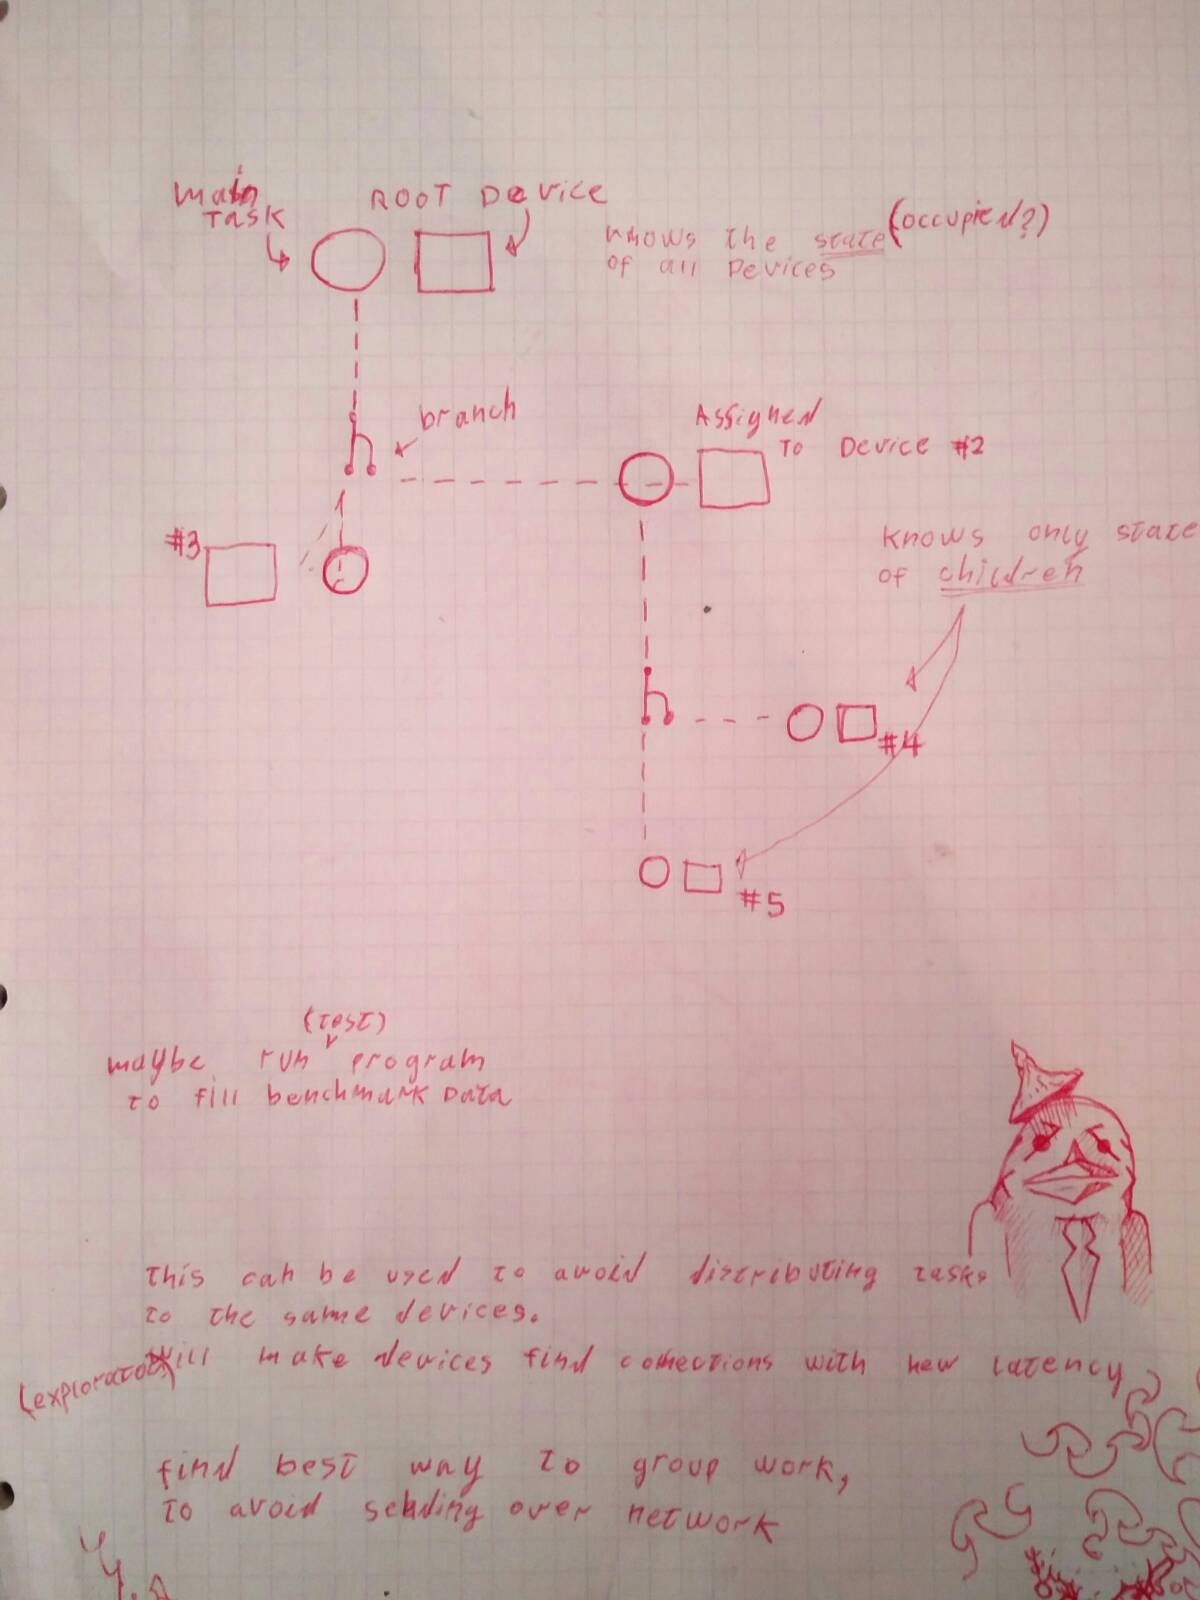 main
TASK
ROOT DEVICE
knows the state (occupied?)
of all devices
branch
Assigned
To Device #2
#3
knows only state
of children
#4
#5
(test)
maybe run program
to fill benchmark data
this can be used to avoid distributing tasks
to the same devices.
will make devices find connections with new latency
find best way to group work,
to avoid sending over network